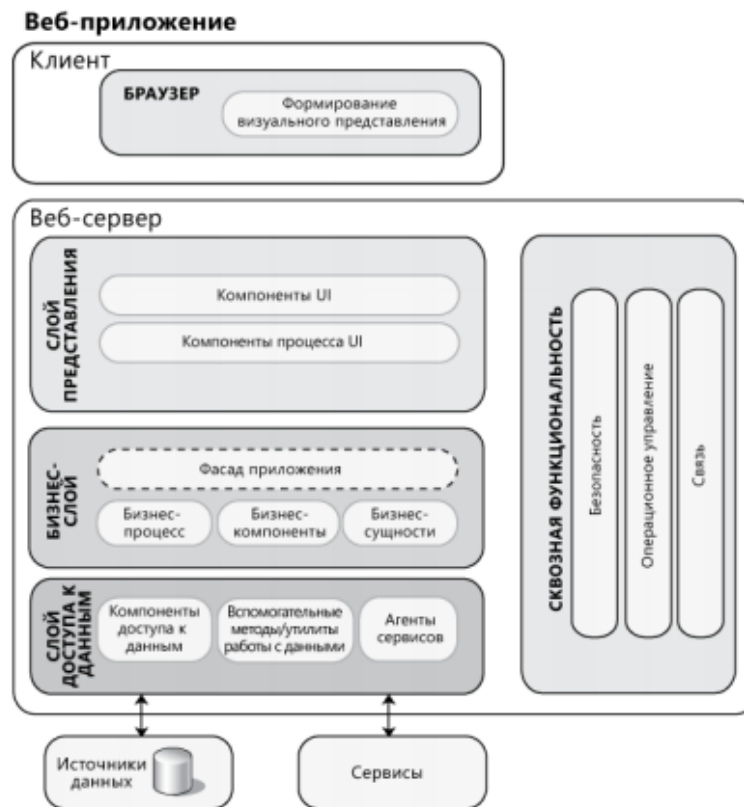 Веб-приложение
Клиент
БРАУЗЕР
Формирование
визуального представления
Веб-сервер
СЛОЙ
ПРЕДСТАВЛЕНИЯ
Компоненты UI
Компоненты процесса UI
БИЗНЕС-
СЛОЙ
Фасад приложения
Бизнес-
процесс
Бизнес-
компоненты
Бизнес-
сущности
СЛОЙ
ДОСТУПА К
ДАННЫМ
Компоненты
доступа к
данным
Вспомогательные
методы/утилиты
работы с данными
Агенты
сервисов
СКВОЗНАЯ ФУНКЦИОНАЛЬНОСТЬ
Безопасность
Операционное управление
Связь
Источники
данных
Сервисы